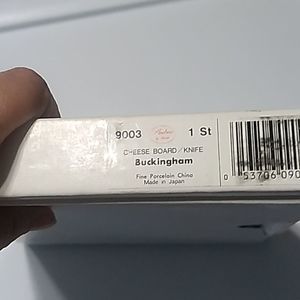 9003 1 St
CHEESE BOARD / KNIFE
Buckingham
Fine Porcelain China
Made in Japan
0 53706 090